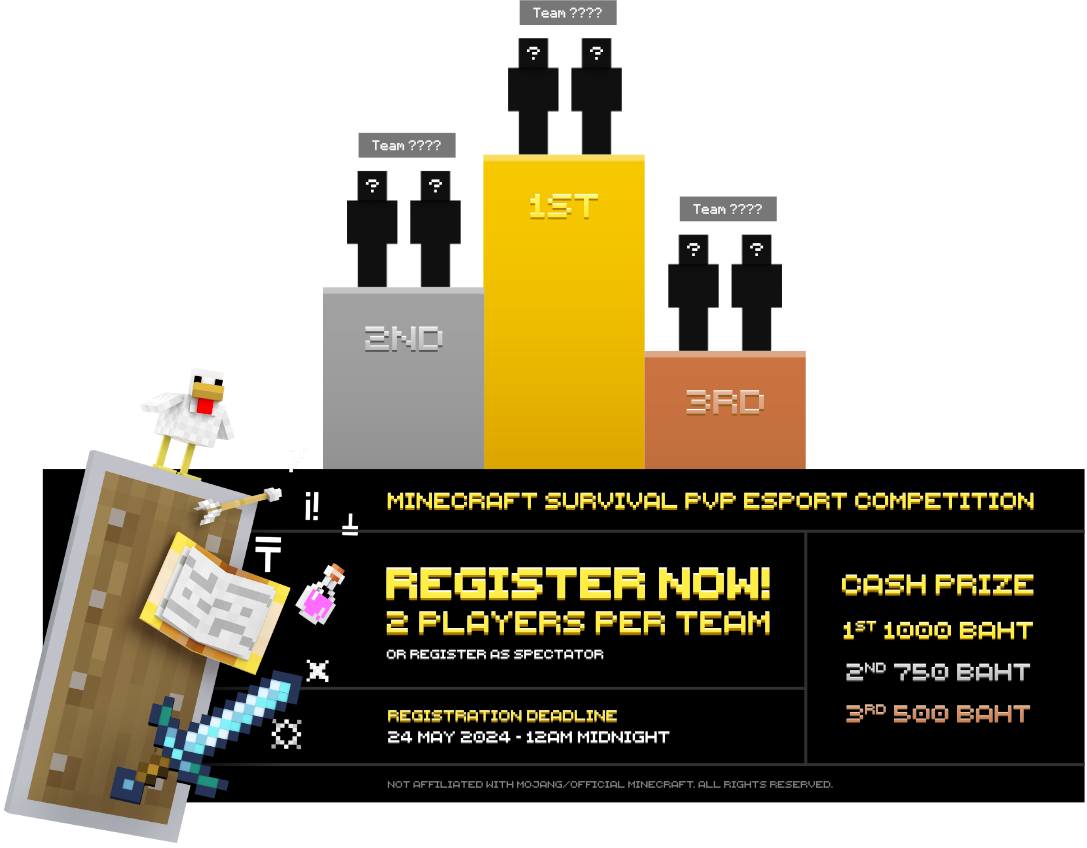 Team ????
?
?
1ST
Team ????
?
?
2ND
Team ????
?
?
3RD
MINECRAFT SURVIVAL PVP ESPORT COMPETITION
REGISTER NOW!
2 PLAYERS PER TEAM
OR REGISTER AS SPECTATOR
REGISTRATION DEADLINE
24 MAY 2024 - 12AM MIDNIGHT
CASH PRIZE
1ST 1000 BAHT
2ND 750 BAHT
3RD 500 BAHT
NOT AFFILIATED WITH MOJANG/OFFICIAL MINECRAFT. ALL RIGHTS RESERVED.